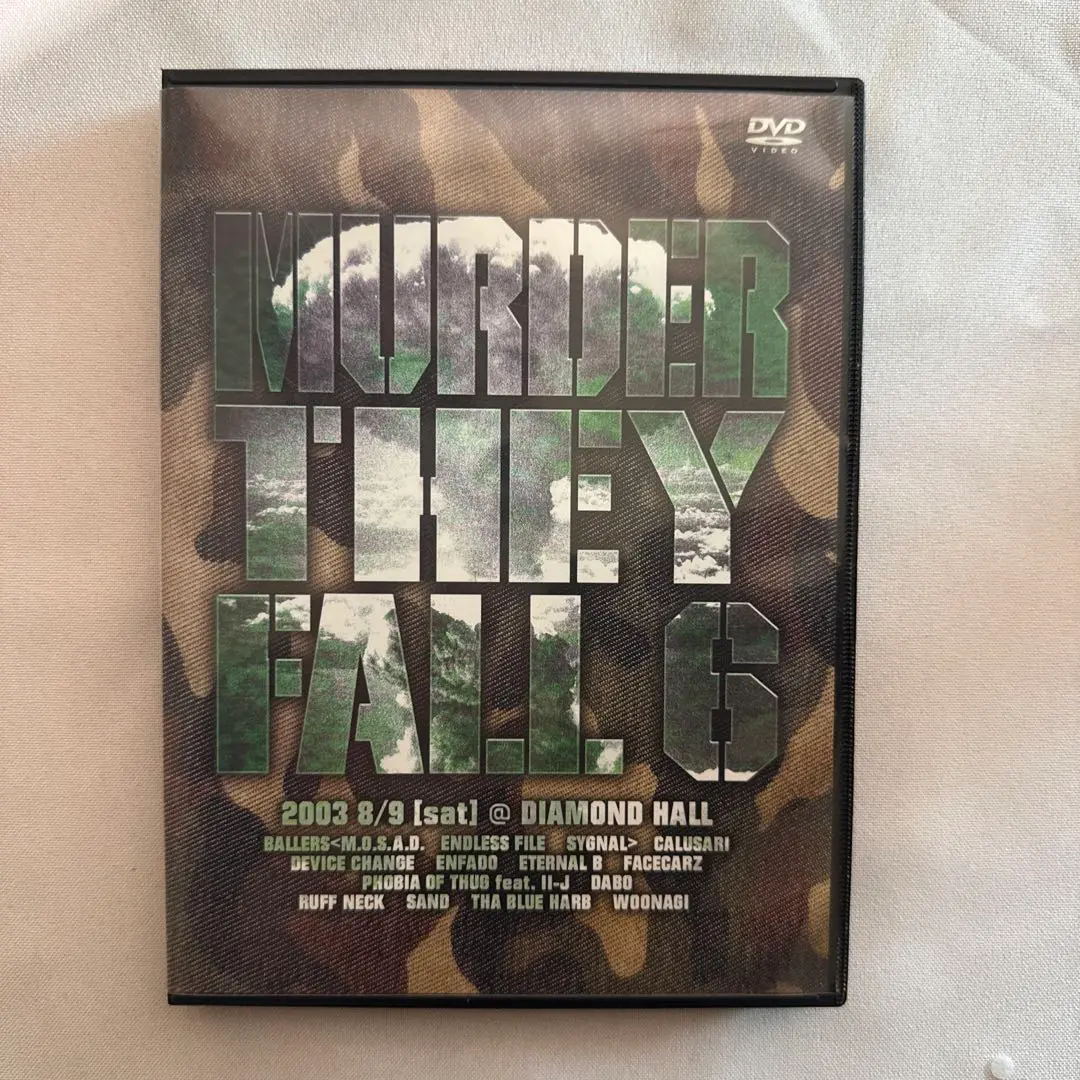 DVD
VIDEO
MURDER
THEY
FALL 6
2003 8/9 [sat] @ DIAMOND HALL
BALLERS<M.O.S.A.D. ENDLESS FILE SYGNAL> CALUSARI
DEVICE CHANGE ENFADO ETERNAL B FACECARZ
PHOBIA OF THUG feat. II-J DABO
RUFF NECK SAND THA BLUE HARB WOONAGI